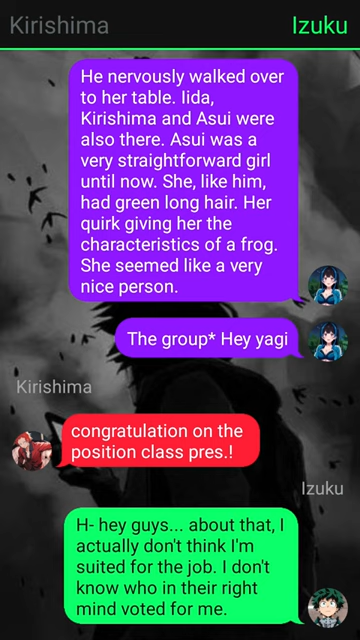 Kirishima
Izuku
He nervously walked over
to her table. Iida,
Kirishima and Asui were
also there. Asui was a
very straightforward girl
until now. She, like him,
had green long hair. Her
quirk giving her the
characteristics of a frog.
She seemed like a very
nice person.
The group* Hey yagi
Kirishima
congratulation on the
position class pres.!
Izuku
H- hey guys... about that, I
actually don't think I'm
suited for the job. I don't
know who in their right
mind voted for me.